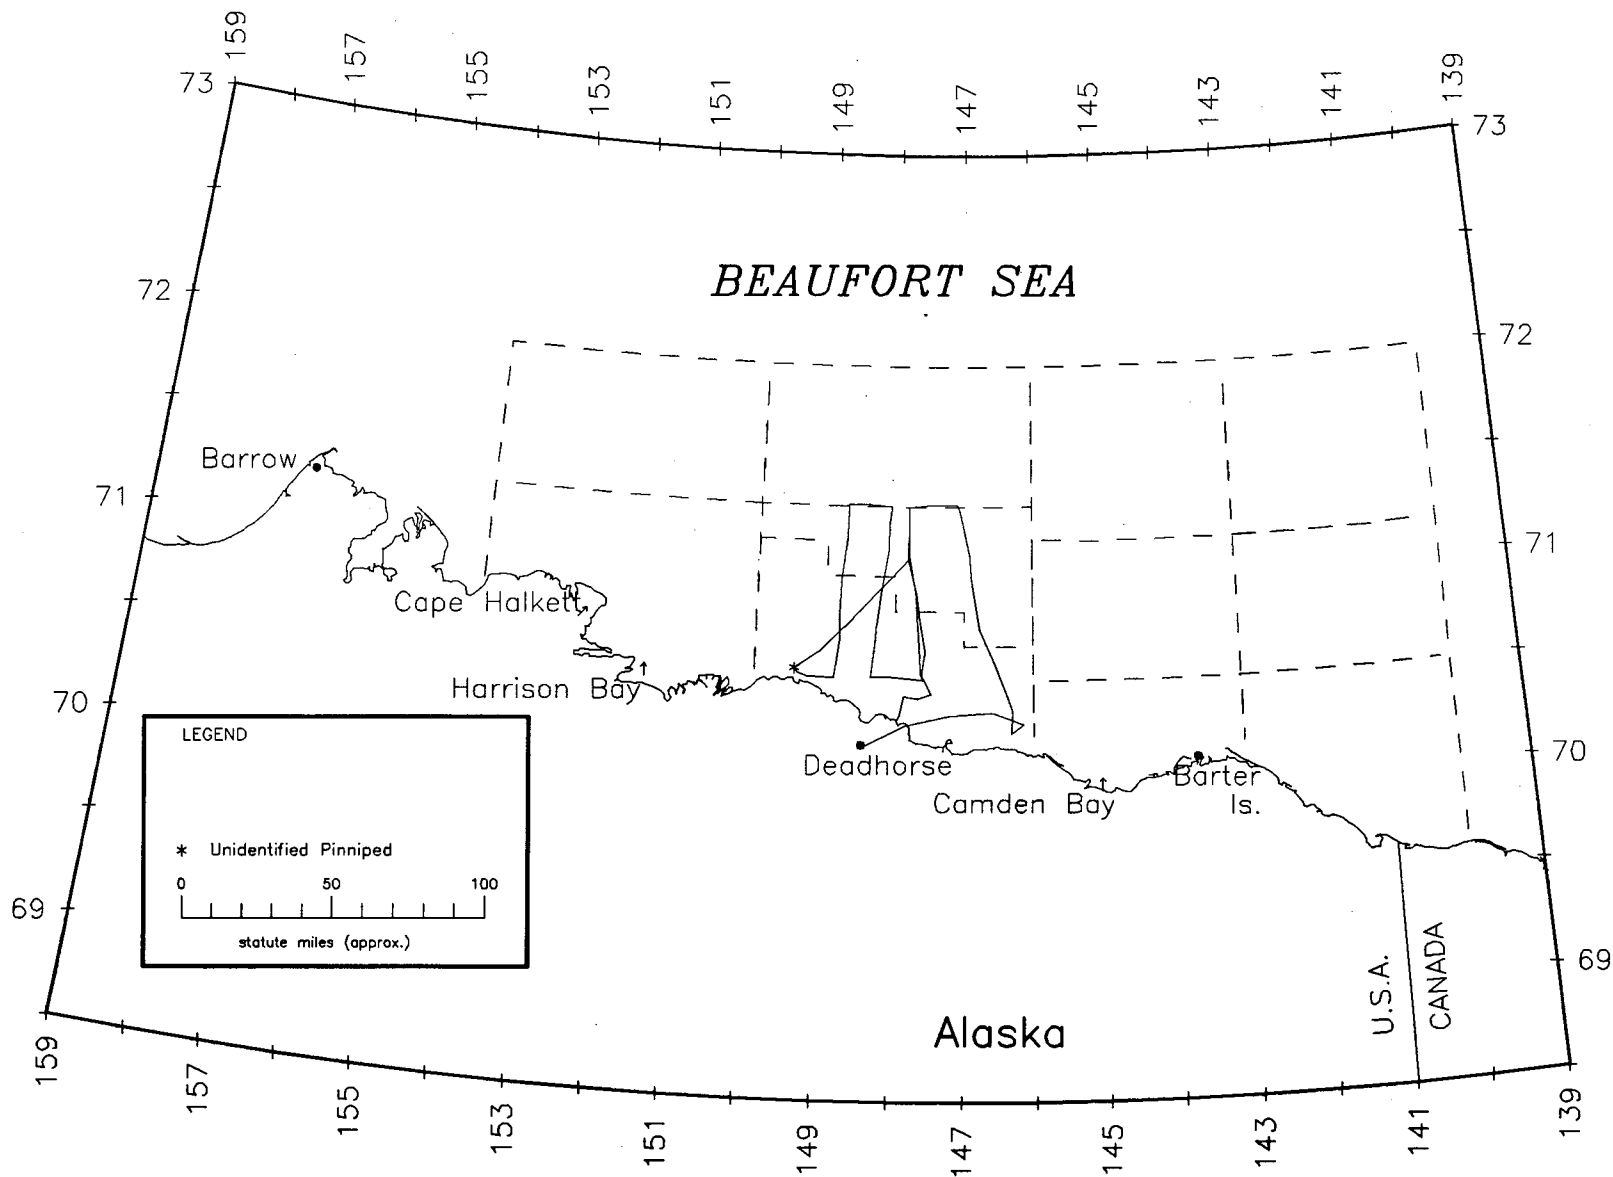 159
157
155
153
151
149
147
145
143
141
139
73
73
BEAUFORT SEA
72
72
Barrow
71
71
Cape Halkett
Harrison Bay
70
70
Deadhorse
Camden Bay
Barter
Is.
LEGEND
* Unidentified Pinniped
0 50 100
statute miles (approx.)
69
69
U.S.A.
CANADA
Alaska
159
157
155
153
151
149
147
145
143
141
139